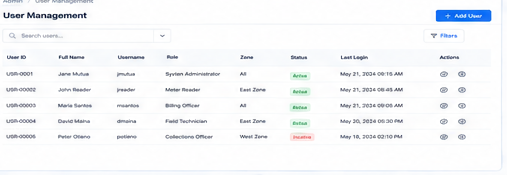 Admin > User Management
User Management
+ Add User
Search users...
Filters
User ID Full Name Username Role Zone Status Last Login Actions
USR-0001 Jane Mutua jmutua System Administrator All Active May 21, 2024 09:15 AM
USR-00002 John Reader jreader Meter Reader East Zone May 21, 2024 08:45 AM
USR-00003 Maria Santos msantos Billing Officer All May 21, 2024 09:05 AM
USR-00004 David Maina dmaina Field Technician East Zone May 20, 2024 05:30 PM
USR-00005 Peter Otieno potieno Collections Officer West Zone Inactive May 18, 2024 02:10 PM